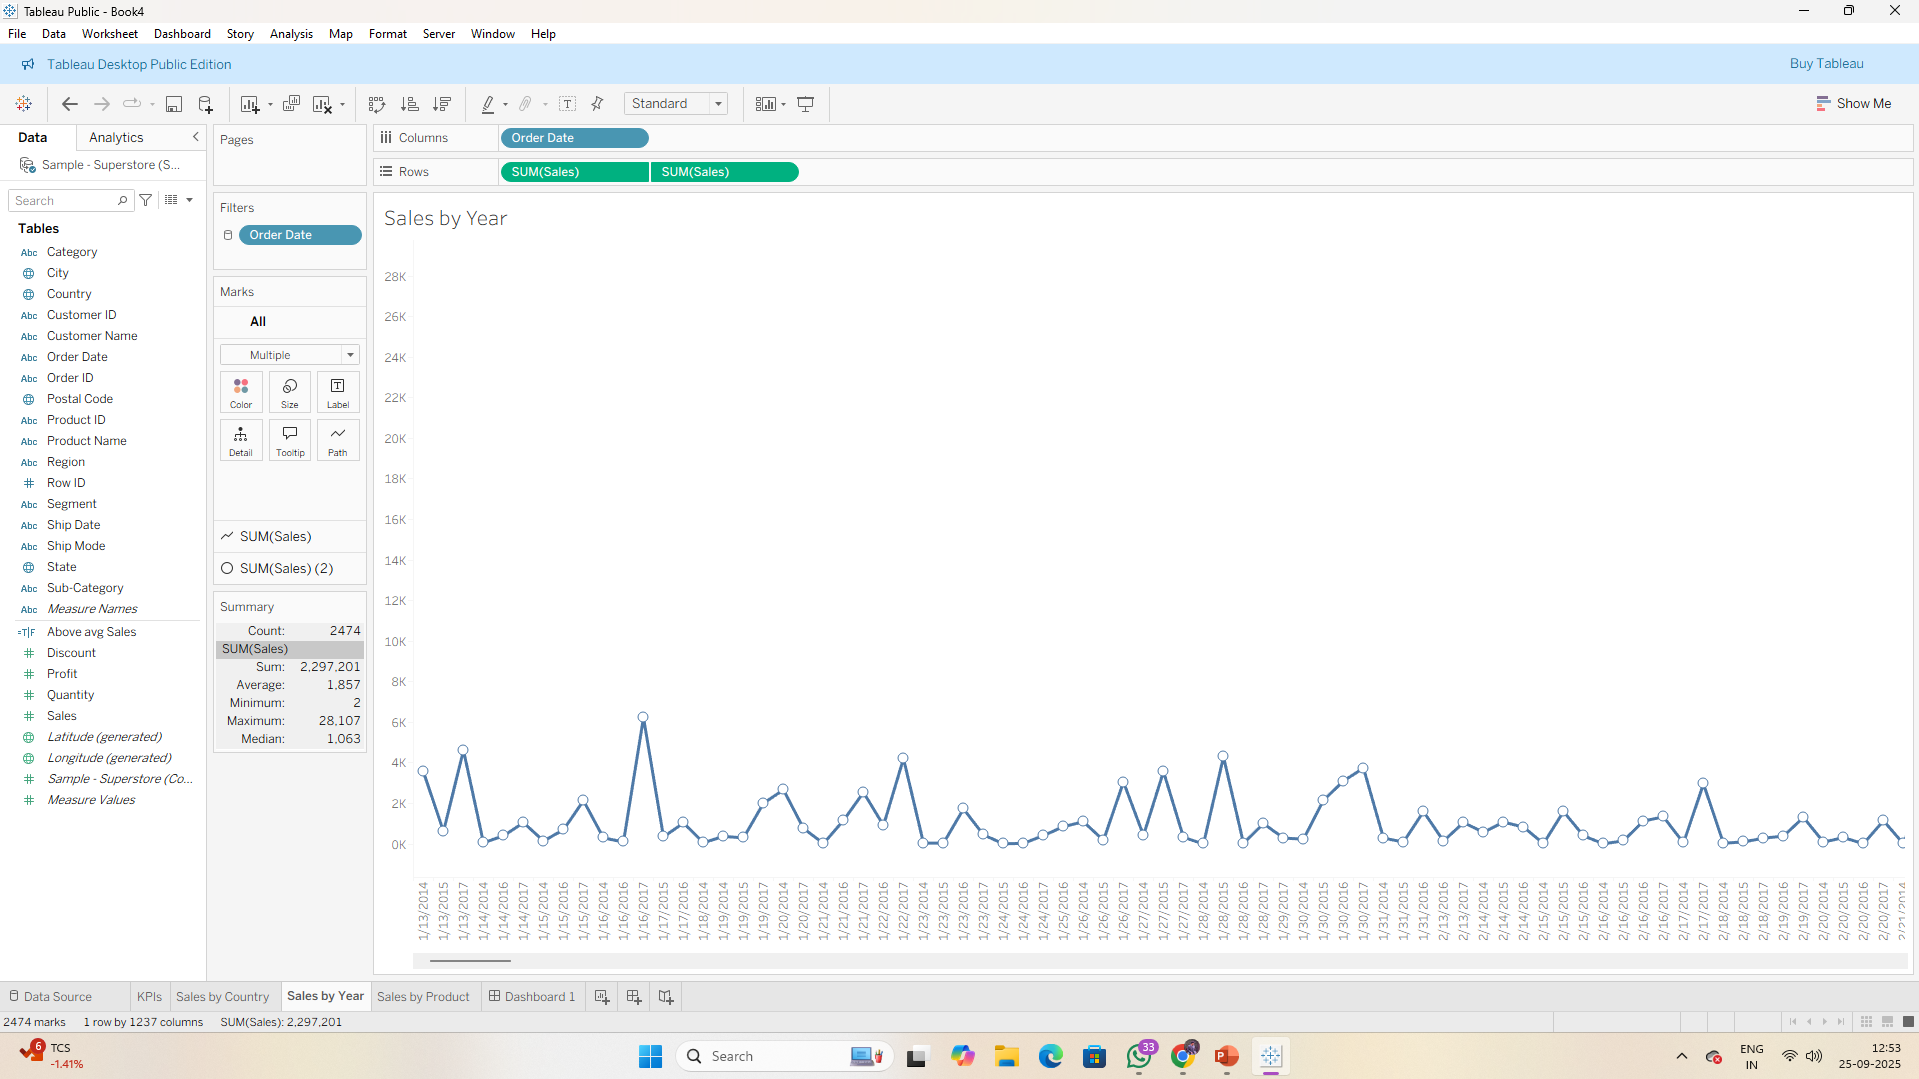 Tableau Public - Book4
File Data Worksheet Dashboard Story Analysis Map Format Server Window Help
Tableau Desktop Public Edition
Buy Tableau
Standard
Show Me
Data Analytics
Sample - Superstore (S...
Search
Tables
Abc Category
City
Country
Abc Customer ID
Abc Customer Name
Abc Order Date
Abc Order ID
Postal Code
Abc Product ID
Abc Product Name
Abc Region
# Row ID
Abc Segment
Abc Ship Date
Abc Ship Mode
State
Abc Sub-Category
Abc Measure Names
=T|F Above avg Sales
# Discount
# Profit
# Quantity
# Sales
Latitude (generated)
Longitude (generated)
# Sample - Superstore (Co...
# Measure Values
Pages
Filters
Order Date
Marks
All
Multiple
Color Size Label
Detail Tooltip Path
SUM(Sales)
SUM(Sales) (2)
Summary
Count: 2474
SUM(Sales)
Sum: 2,297,201
Average: 1,857
Minimum: 2
Maximum: 28,107
Median: 1,063
Columns Order Date
Rows SUM(Sales) SUM(Sales)
Sales by Year
28K
26K
24K
22K
20K
18K
16K
14K
12K
10K
8K
6K
4K
2K
0K
1/13/2014
1/13/2015
1/13/2017
1/14/2014
1/14/2016
1/14/2017
1/15/2014
1/15/2016
1/15/2017
1/16/2014
1/16/2016
1/16/2017
1/17/2015
1/17/2016
1/18/2014
1/19/2014
1/19/2015
1/19/2017
1/20/2014
1/20/2017
1/21/2014
1/21/2016
1/21/2017
1/22/2016
1/22/2017
1/23/2014
1/23/2015
1/23/2016
1/23/2017
1/24/2015
1/24/2016
1/24/2017
1/25/2016
1/26/2014
1/26/2015
1/26/2017
1/27/2014
1/27/2015
1/27/2017
1/28/2014
1/28/2015
1/28/2016
1/28/2017
1/29/2017
1/30/2014
1/30/2015
1/30/2016
1/30/2017
1/31/2014
1/31/2015
1/31/2016
2/13/2016
2/13/2017
2/14/2014
2/14/2015
2/14/2016
2/15/2014
2/15/2015
2/15/2017
2/16/2014
2/16/2015
2/16/2016
2/16/2017
2/17/2014
2/17/2017
2/18/2014
2/18/2015
2/18/2017
2/19/2016
2/19/2017
2/20/2014
2/20/2015
2/20/2016
2/20/2017
2/21/2014
Data Source KPIs Sales by Country Sales by Year Sales by Product Dashboard 1
2474 marks 1 row by 1237 columns SUM(Sales): 2,297,201
6
TCS
-1.41%
Search
33
ENG
IN
12:53
25-09-2025